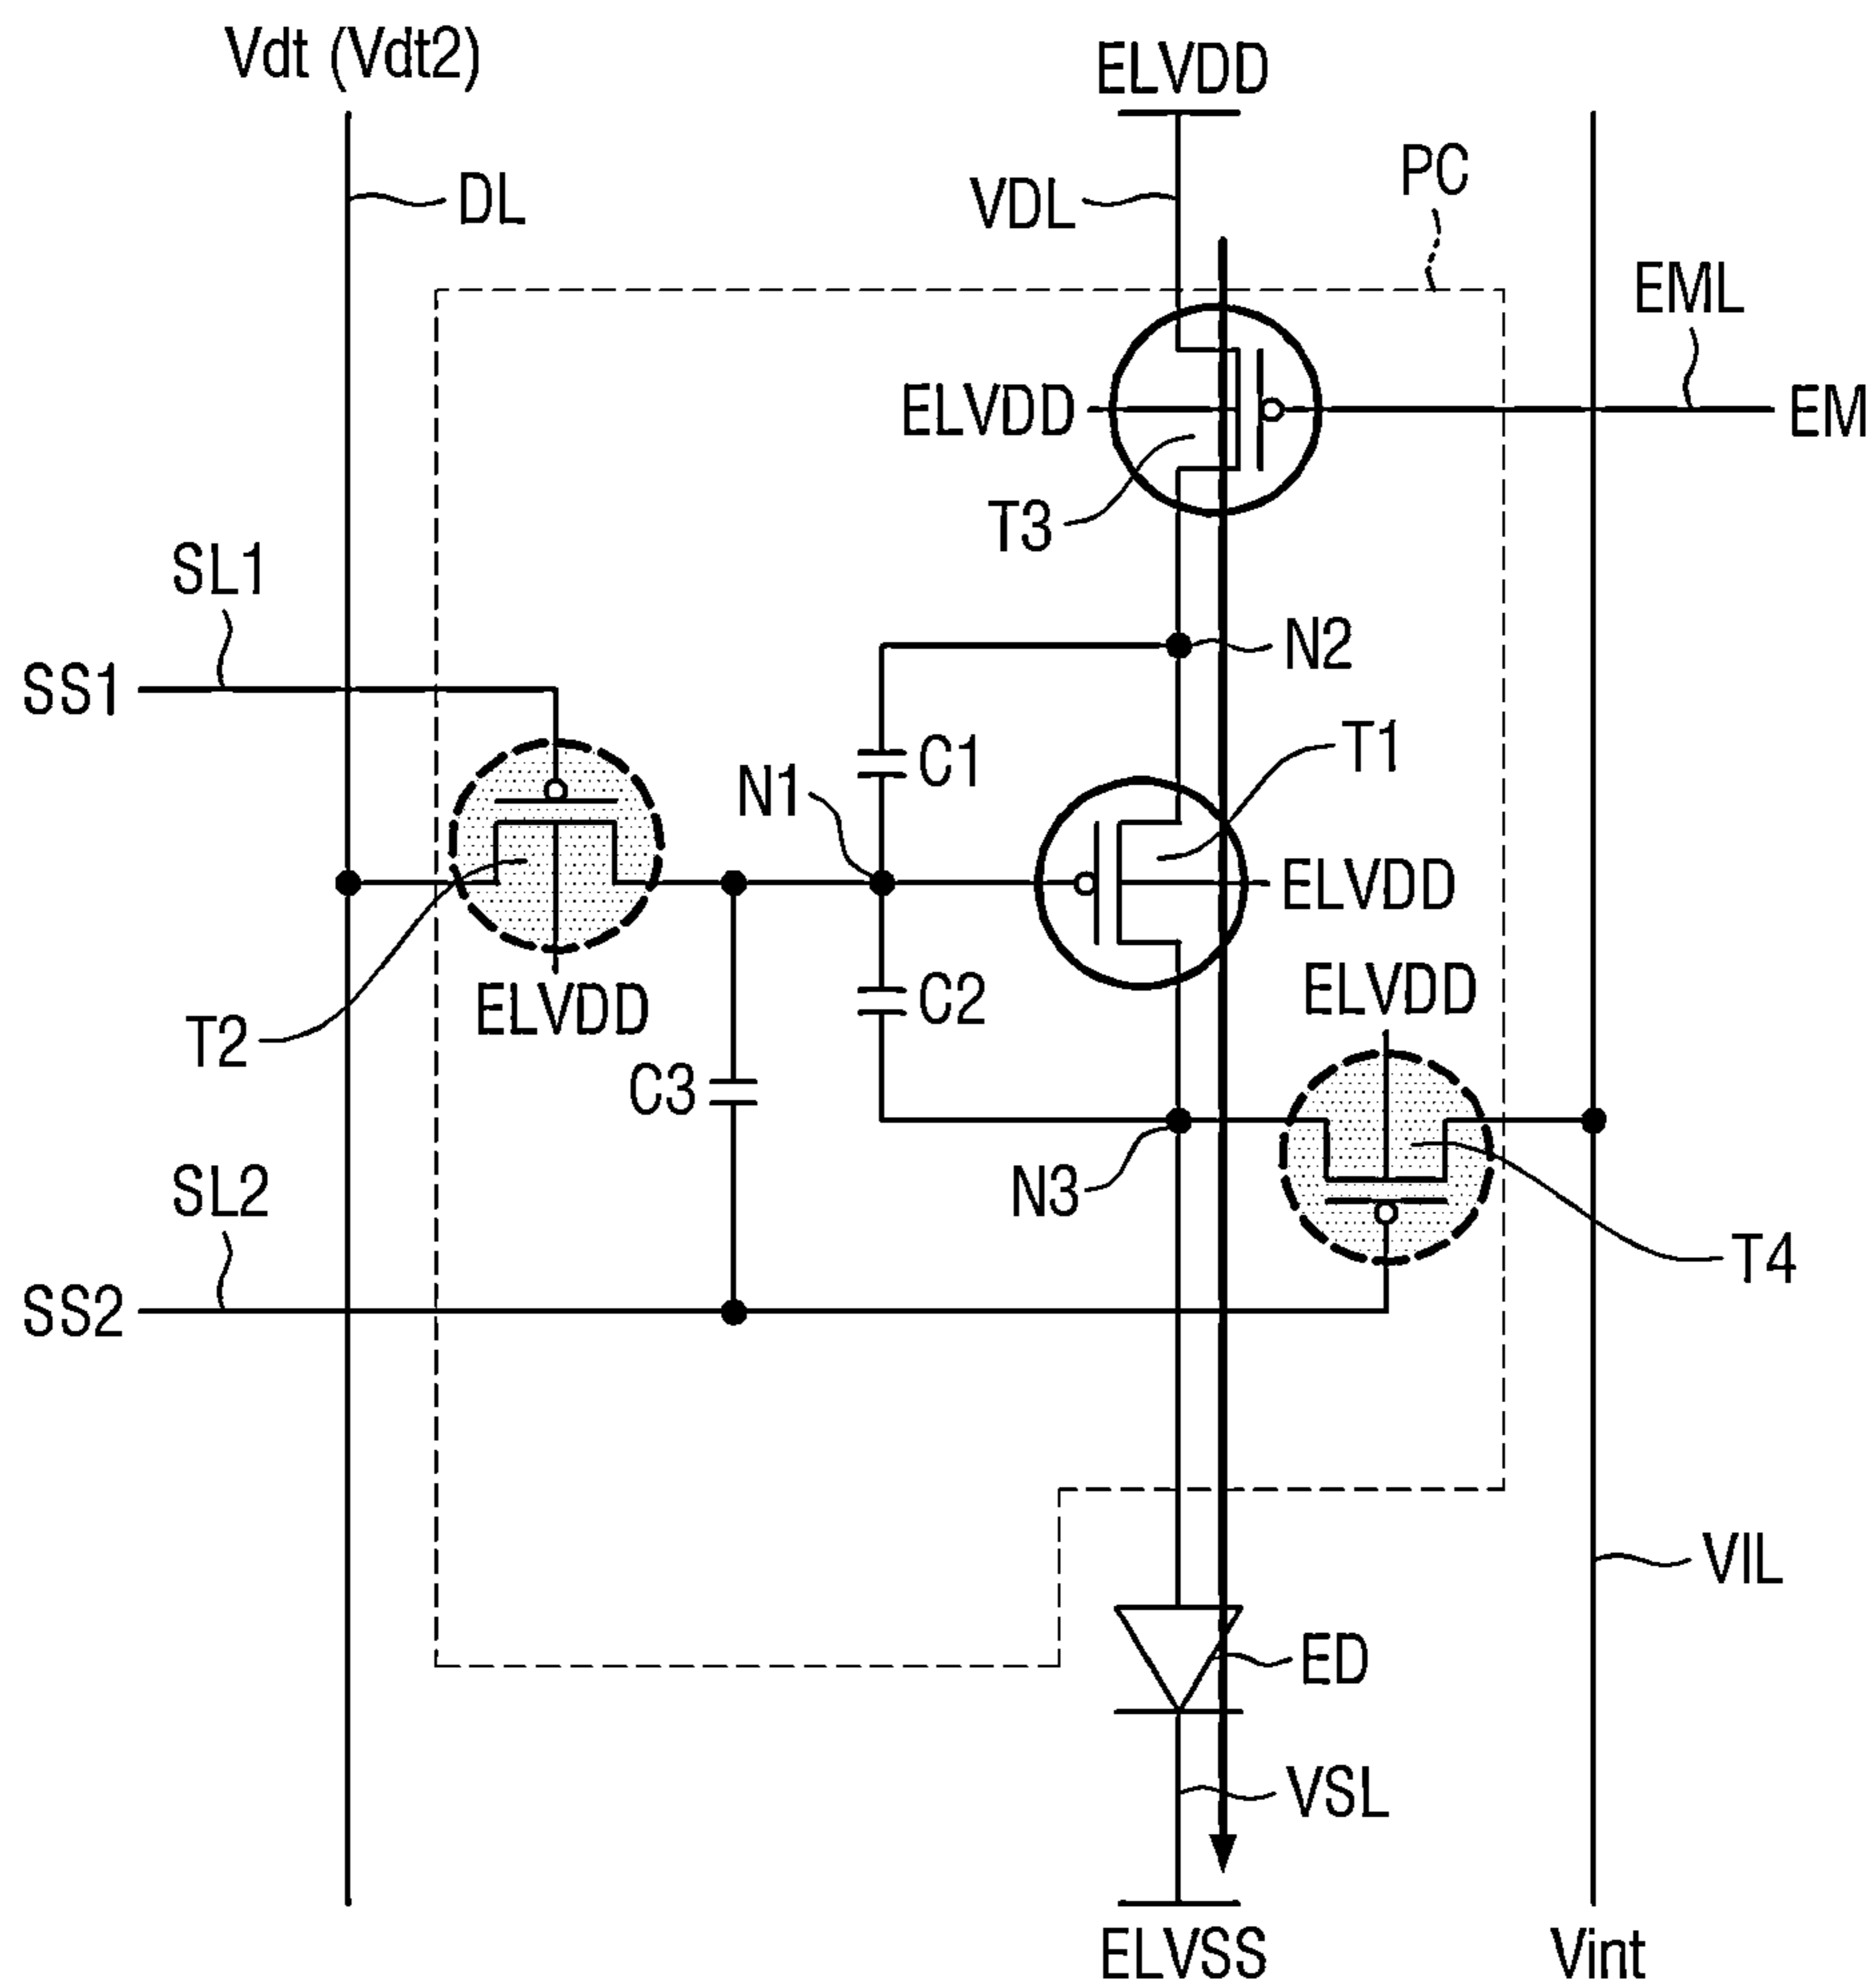 Vdt (Vdt2)
ELVDD
PC
DL
VDL
EML
ELVDD
EM
T3
SL1
N2
SS1
T1
C1
N1
ELVDD
ELVDD
C2
ELVDD
T2
C3
SL2
N3
T4
SS2
VIL
ED
VSL
ELVSS
Vint